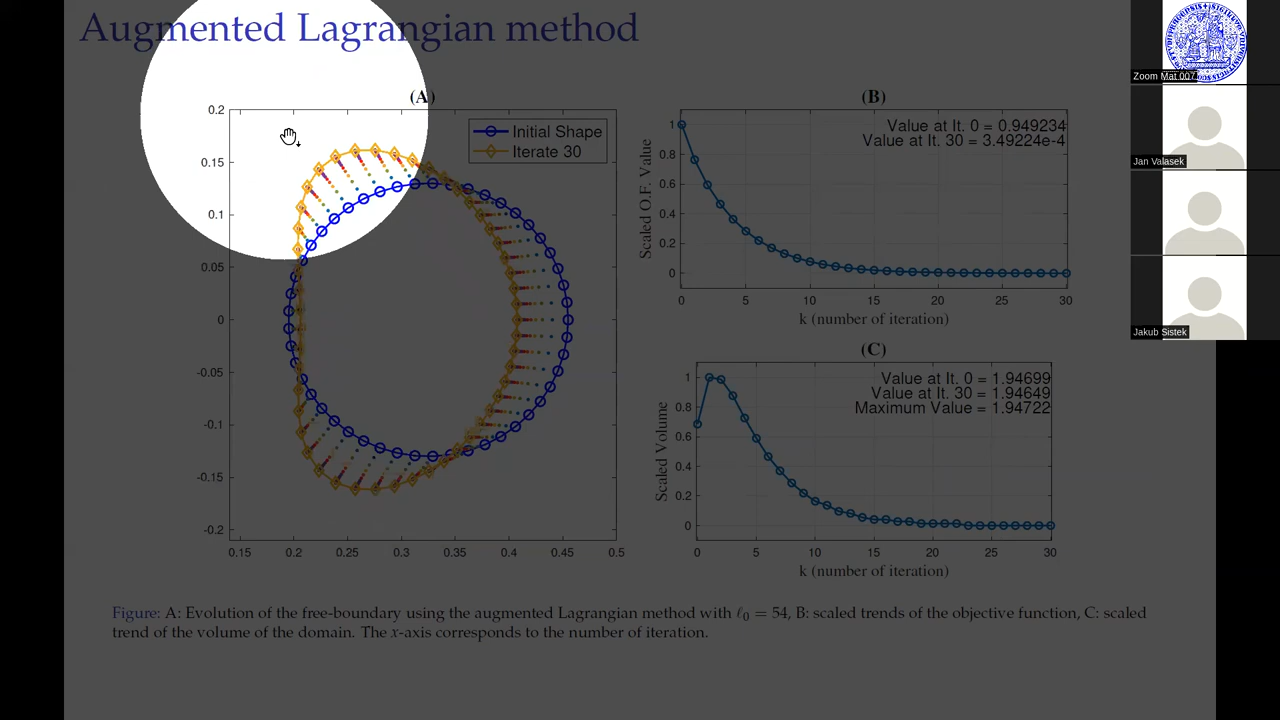 Augmented Lagrangian method
(A)
0.2
0.15
0.1
0.05
0
-0.05
-0.1
-0.15
-0.2
0.15
0.2
0.25
0.3
0.35
0.4
0.45
0.5
Initial Shape
Iterate 30
(B)
Value at It. 0 = 0.949234
Value at It. 30 = 3.49224e-4
Scaled O.F. Value
1
0.8
0.6
0.4
0.2
0
0
5
10
15
20
25
30
k (number of iteration)
(C)
Value at It. 0 = 1.94699
Value at It. 30 = 1.94649
Maximum Value = 1.94722
Scaled Volume
1
0.8
0.6
0.4
0.2
0
0
5
10
15
20
25
30
k (number of iteration)
Figure: A: Evolution of the free-boundary using the augmented Lagrangian method with ℓ₀ = 54, B: scaled trends of the objective function, C: scaled
trend of the volume of the domain. The x-axis corresponds to the number of iteration.
Zoom Mat 007
Jan Valasek
Jakub Sistek